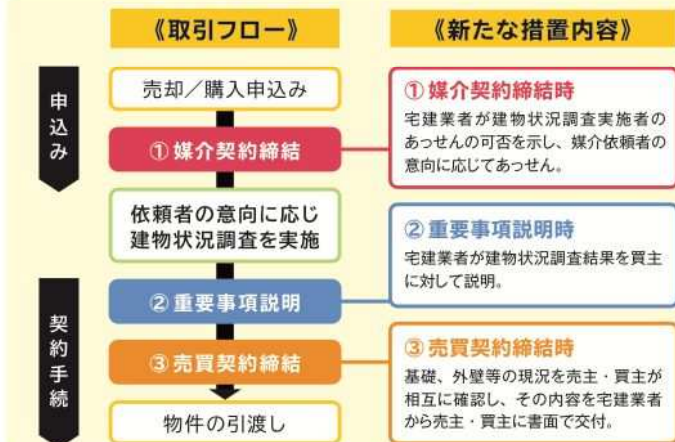 《取引フロー》
《新たな措置内容》
申込み
売却／購入申込み
①媒介契約締結
依頼者の意向に応じ
建物状況調査を実施
契約手続
②重要事項説明
③売買契約締結
物件の引渡し
①媒介契約締結時
宅建業者が建物状況調査実施者の
あっせんの可否を示し、媒介依頼者の
意向に応じてあっせん。
②重要事項説明時
宅建業者が建物状況調査結果を買主
に対して説明。
③売買契約締結時
基礎、外壁等の現況を売主・買主が
相互に確認し、その内容を宅建業者
から売主・買主に書面で交付。